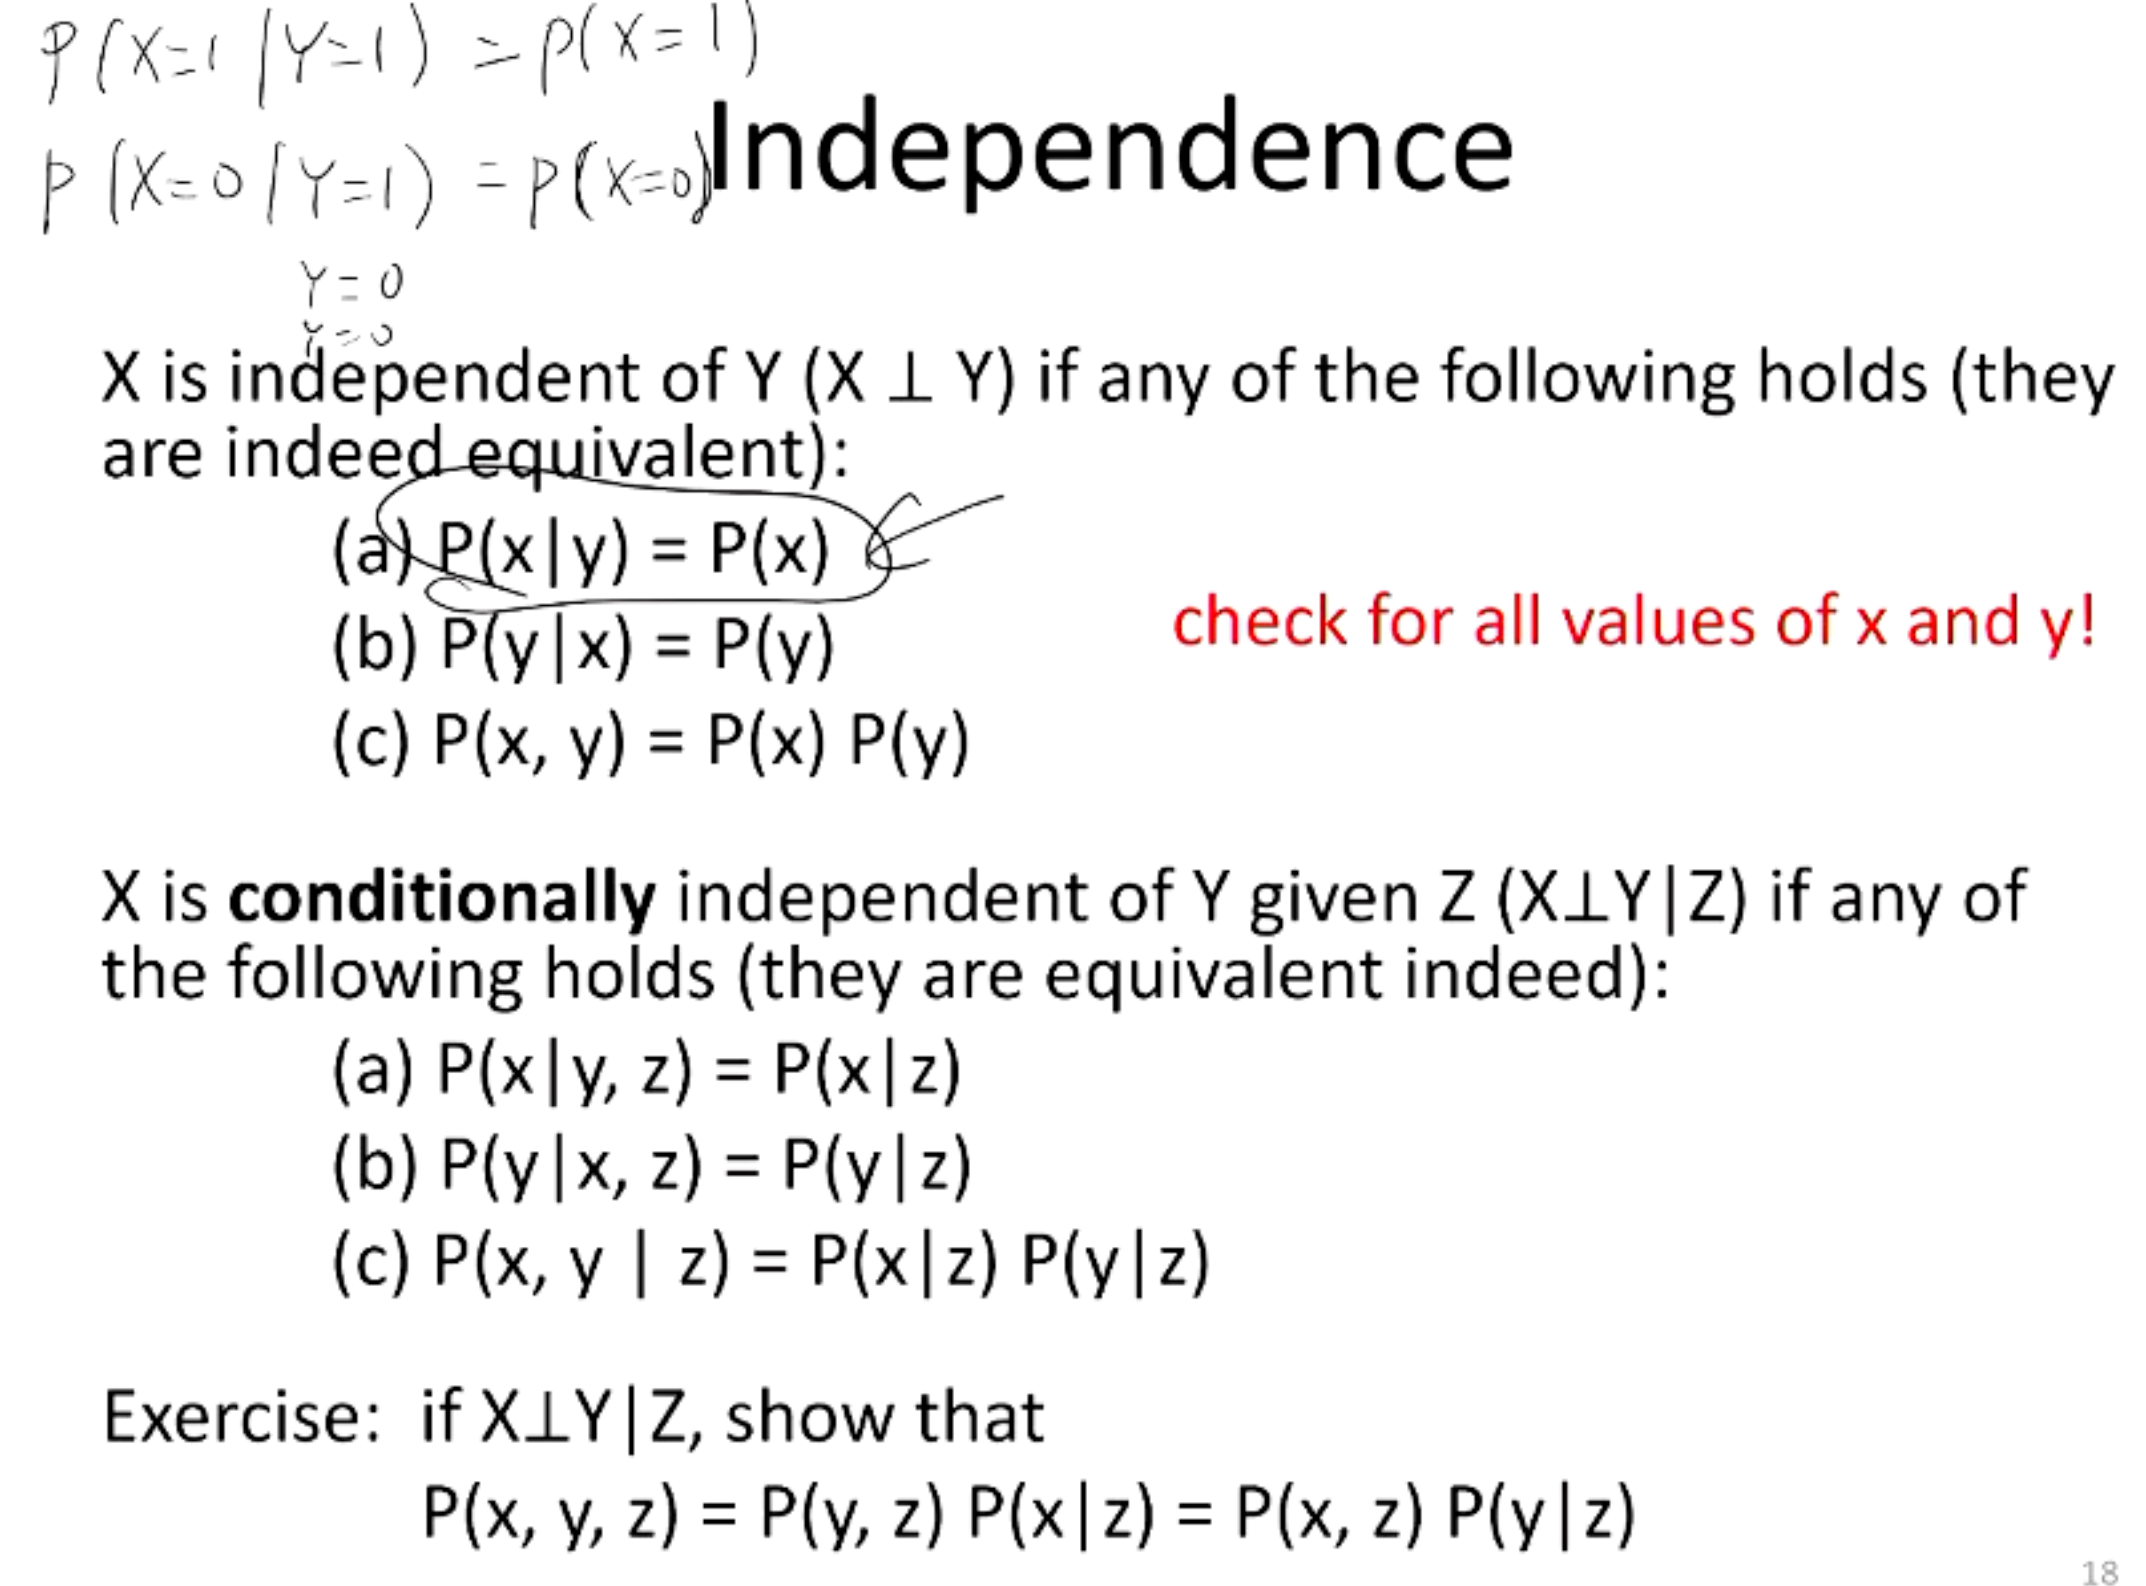 P(X=1 | Y=1) = P(X=1)
P(X=0 | Y=1) = P(X=0)
Independence
Y=0
Y=0
X is independent of Y (X ⊥ Y) if any of the following holds (they
are indeed equivalent):
(a) P(x|y) = P(x)
(b) P(y|x) = P(y)
check for all values of x and y!
(c) P(x, y) = P(x) P(y)
X is conditionally independent of Y given Z (X⊥Y|Z) if any of
the following holds (they are equivalent indeed):
(a) P(x|y, z) = P(x|z)
(b) P(y|x, z) = P(y|z)
(c) P(x, y | z) = P(x|z) P(y|z)
Exercise: if X⊥Y|Z, show that
P(x, y, z) = P(y, z) P(x|z) = P(x, z) P(y|z)
18